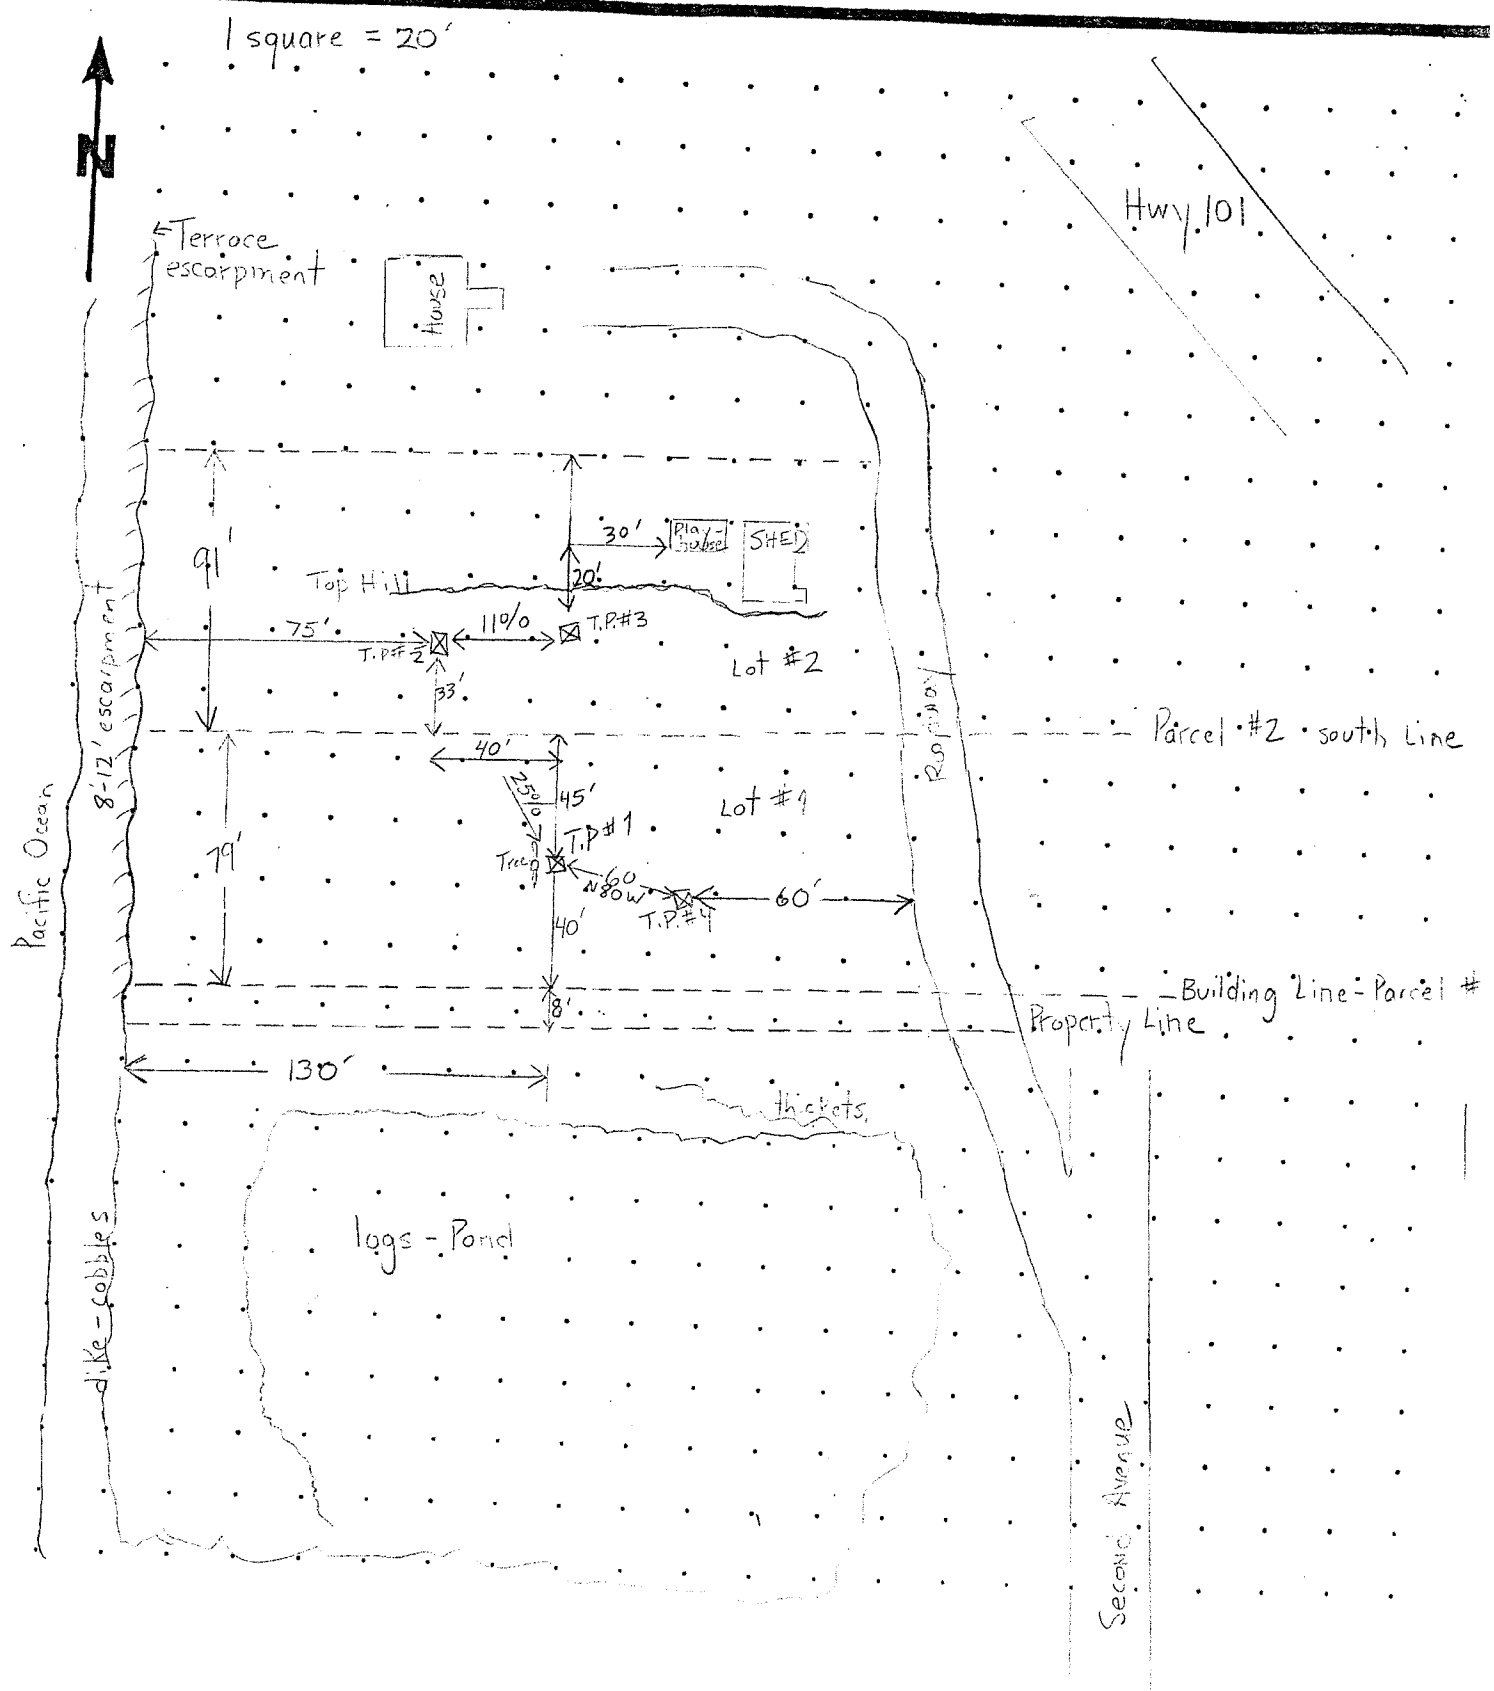 1 square = 20'
N
Hwy 101
←Terrace
escarpment
House
91'
30'
Play-
house
SHED
20'
Top Hill
8'-12' escarpment
75'
11%
T.P.#3
T.P.#2
33'
Lot #2
Parcel #2 south Line
40'
25%
45'
Lot #1
T.P#1
Tree
79'
60
N80W
60'
T.P.#4
40'
Pacific Ocean
Building Line-Parcel #
8'
Property Line
130'
thickets
logs-Pond
dike-cobbles
Second Avenue